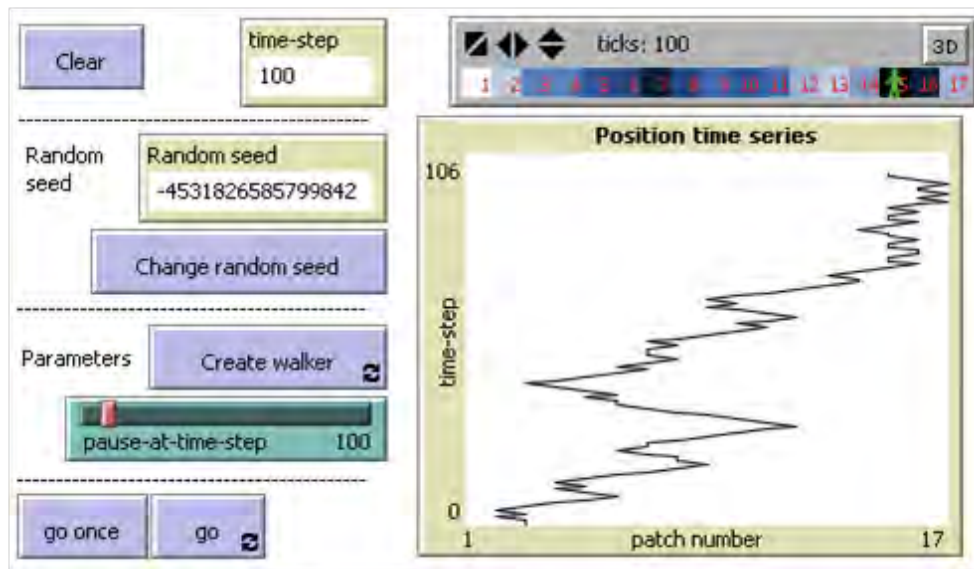 Clear
time-step
100
ticks: 100
3D
1 2 3 4 5 6 7 8 9 10 11 12 13 14 15 16 17
Random seed
Random seed
-4531826585799842
Change random seed
Parameters
Create walker
pause-at-time-step 100
go once
go
Position time series
106
time-step
0
1
patch number
17